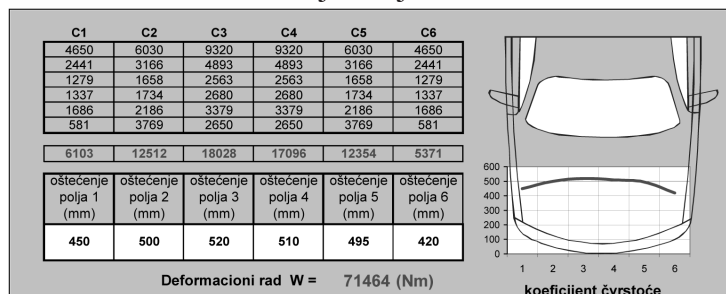 C1 C2 C3 C4 C5 C6
4650 6030 9320 9320 6030 4650
2441 3166 4893 4893 3166 2441
1279 1658 2563 2563 1658 1279
1337 1734 2680 2680 1734 1337
1686 2186 3379 3379 2186 1686
581 3769 2650 2650 3769 581
6103 12512 18028 17096 12354 5371
oštećenje oštećenje oštećenje oštećenje oštećenje oštećenje
polja 1 polja 2 polja 3 polja 4 polja 5 polja 6
(mm) (mm) (mm) (mm) (mm) (mm)
450 500 520 510 495 420
Deformacioni rad W = 71464 (Nm)
600
500
400
300
200
100
0
1 2 3 4 5 6
koeficijent čvrstoće